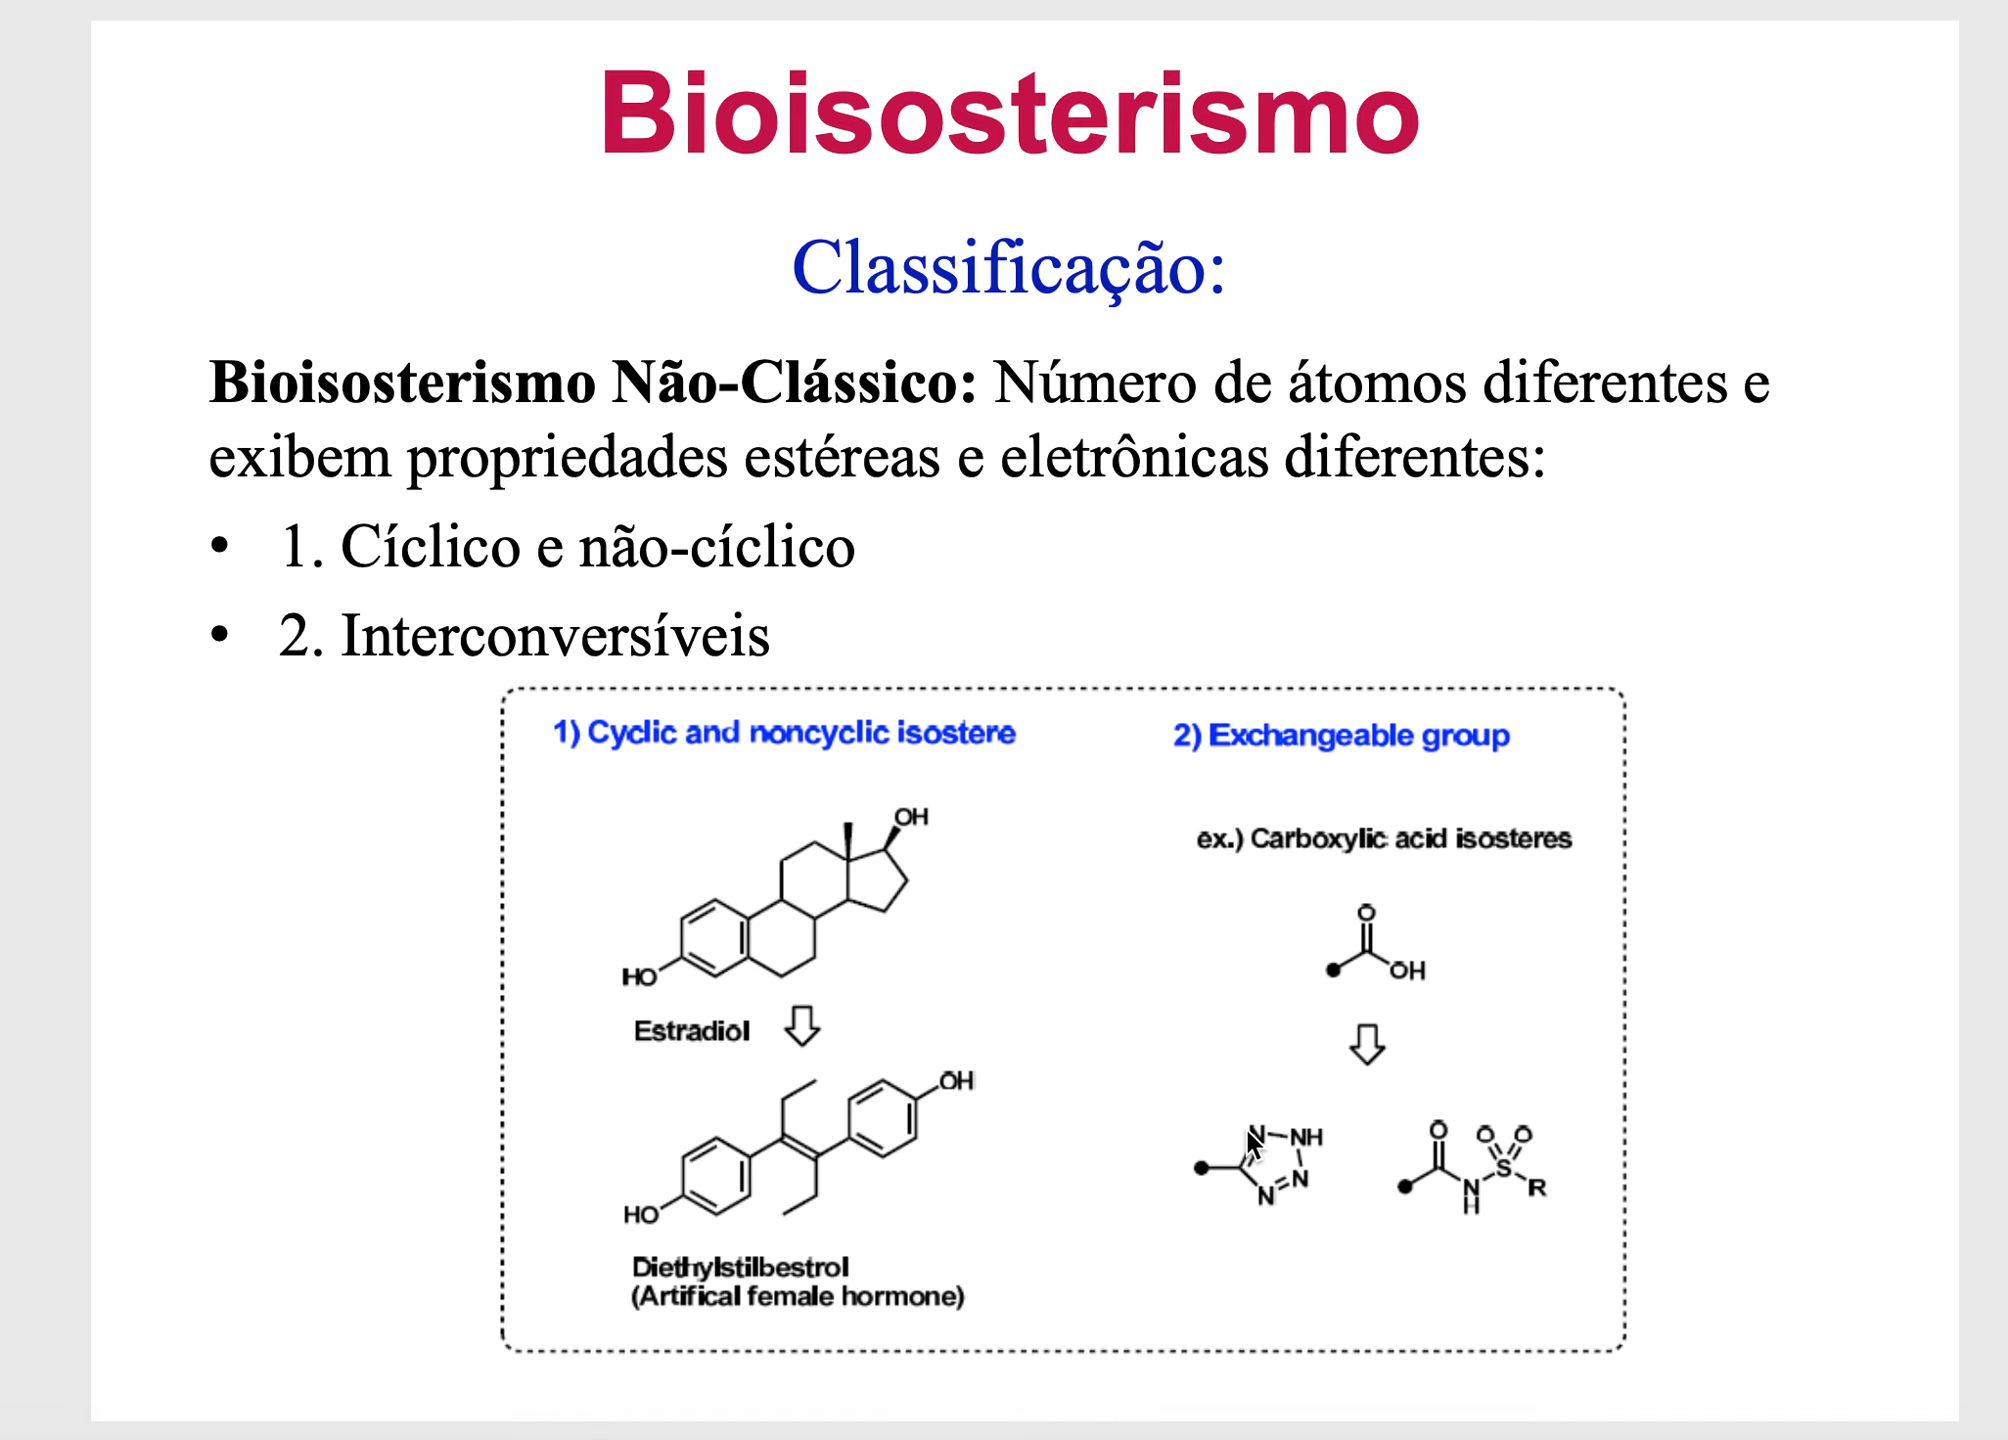 Bioisosterismo
Classificação:
Bioisosterismo Não-Clássico: Número de átomos diferentes e
exibem propriedades estéreas e eletrônicas diferentes:
• 1. Cíclico e não-cíclico
• 2. Interconversíveis
1) Cyclic and noncyclic isostere
OH
HO
Estradiol
OH
HO
Diethylstilbestrol
(Artifical female hormone)
2) Exchangeable group
ex.) Carboxylic acid isosteres
O
OH
N NH
N
N
O
O O
S
N
H
R